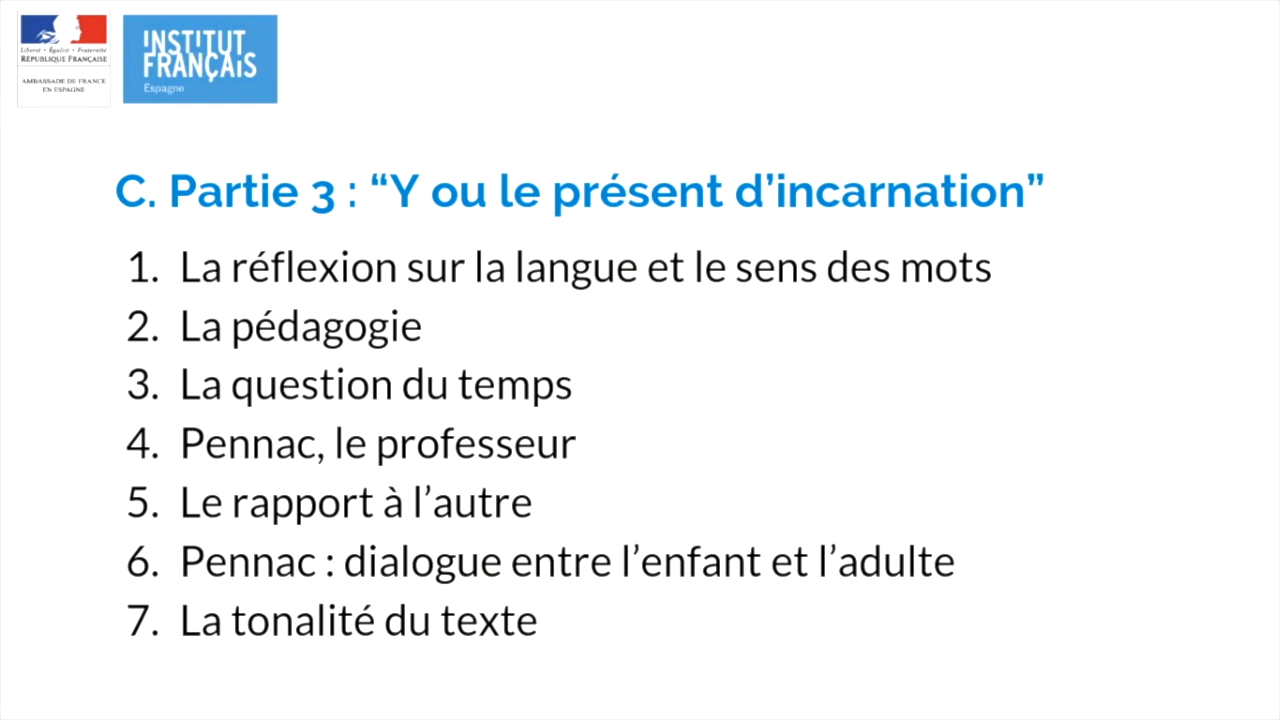 Liberté • Égalité • Fraternité
RÉPUBLIQUE FRANÇAISE
AMBASSADE DE FRANCE
EN ESPAGNE
INSTITUT
FRANÇAIS
Espagne
C. Partie 3 : “Y ou le présent d’incarnation”
1. La réflexion sur la langue et le sens des mots
2. La pédagogie
3. La question du temps
4. Pennac, le professeur
5. Le rapport à l’autre
6. Pennac : dialogue entre l’enfant et l’adulte
7. La tonalité du texte